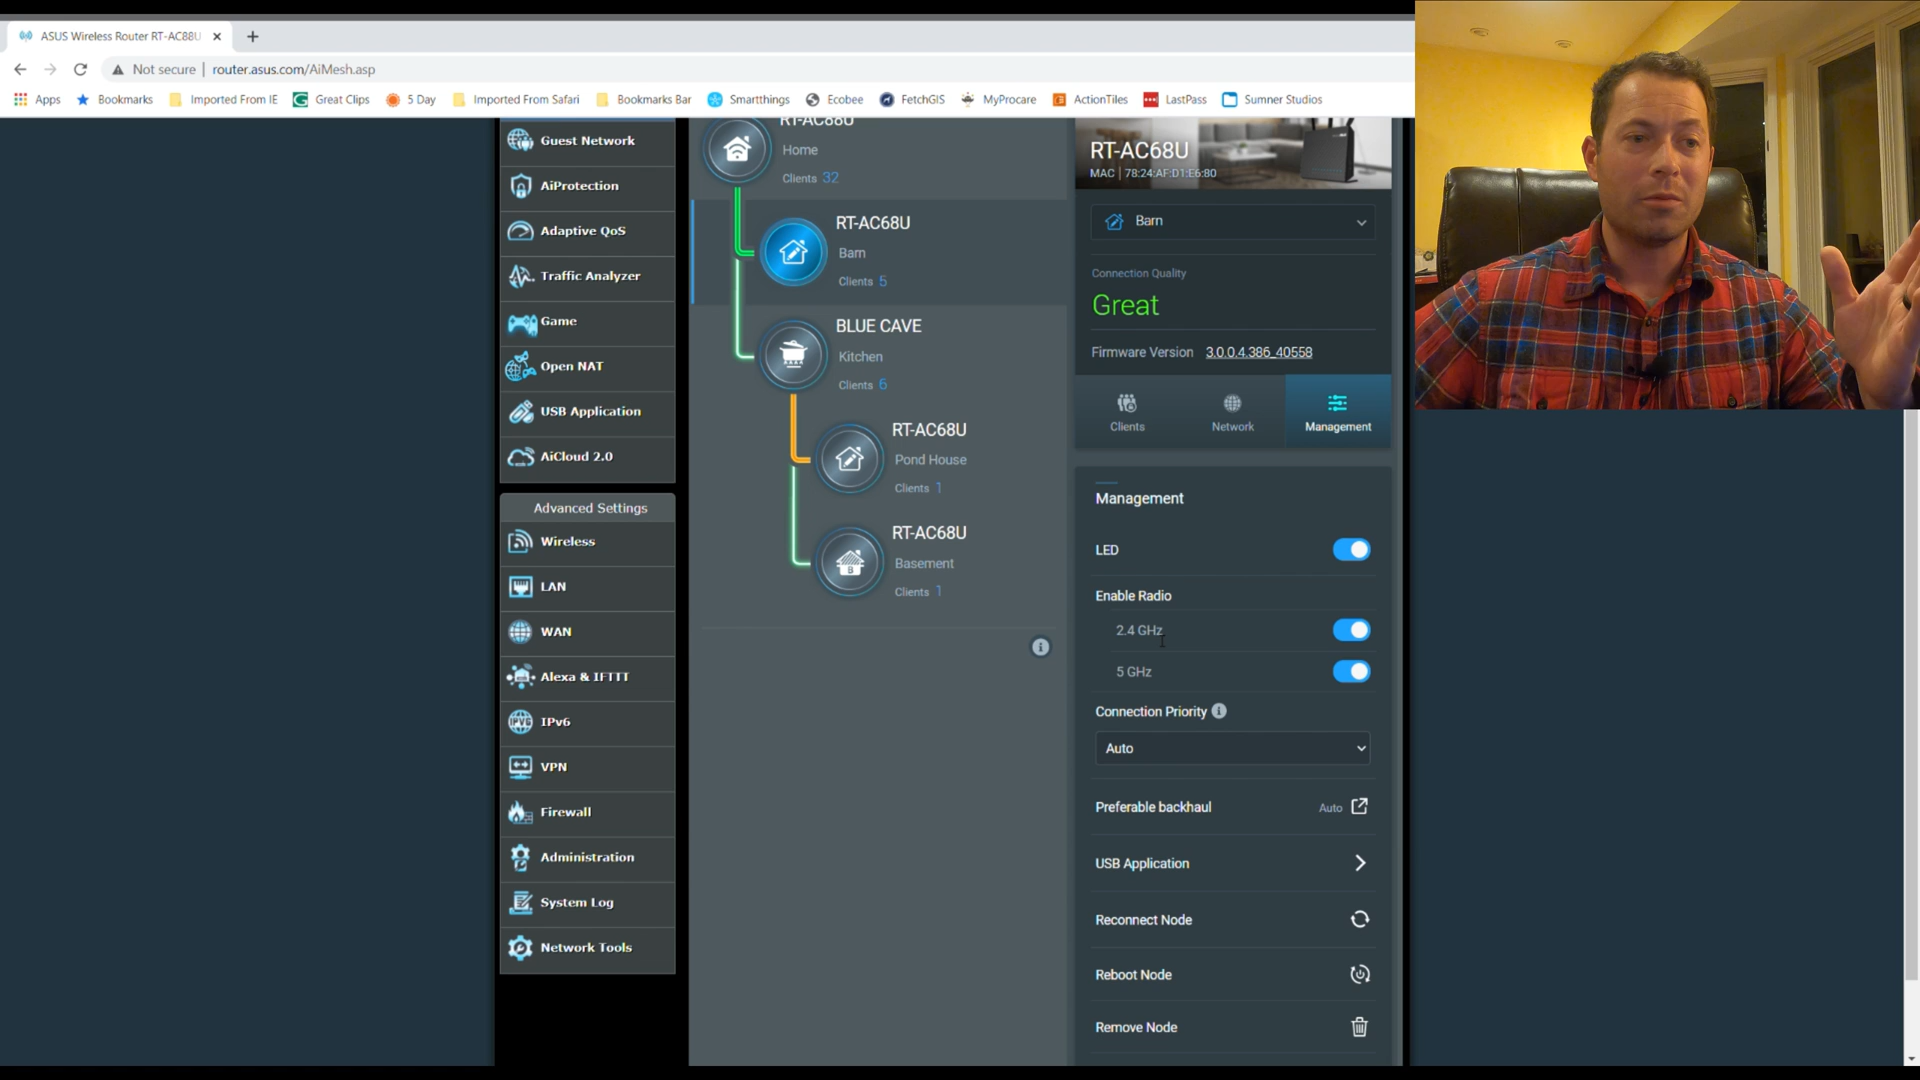 ASUS Wireless Router RT-AC88U
Not secure | router.asus.com/AiMesh.asp
Apps Bookmarks Imported From IE Great Clips 5 Day Imported From Safari Bookmarks Bar Smartthings Ecobee FetchGIS MyProcare ActionTiles LastPass Sumner Studios
Guest Network
AiProtection
Adaptive QoS
Traffic Analyzer
Game
Open NAT
USB Application
AiCloud 2.0
Advanced Settings
Wireless
LAN
WAN
Alexa & IFTTT
IPv6
VPN
Firewall
Administration
System Log
Network Tools
RT-AC88U
Home
Clients 32
RT-AC68U
Barn
Clients 5
BLUE CAVE
Kitchen
Clients 6
RT-AC68U
Pond House
Clients 1
RT-AC68U
Basement
Clients 1
RT-AC68U
MAC | 78:24:AF:D1:E6:80
Barn
Connection Quality
Great
Firmware Version 3.0.0.4.386_40558
Clients Network Management
Management
LED
Enable Radio
2.4 GHz
5 GHz
Connection Priority
Auto
Preferable backhaul Auto
USB Application
Reconnect Node
Reboot Node
Remove Node